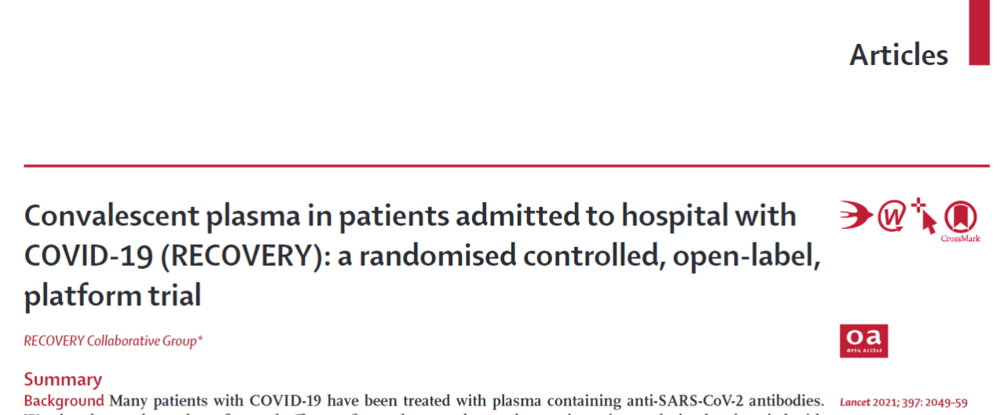 Articles
Convalescent plasma in patients admitted to hospital with
COVID-19 (RECOVERY): a randomised controlled, open-label,
platform trial
W
CrossMark
RECOVERY Collaborative Group*
oa
OPEN ACCESS
Summary
Background Many patients with COVID-19 have been treated with plasma containing anti-SARS-CoV-2 antibodies.
Lancet 2021; 397: 2049–59